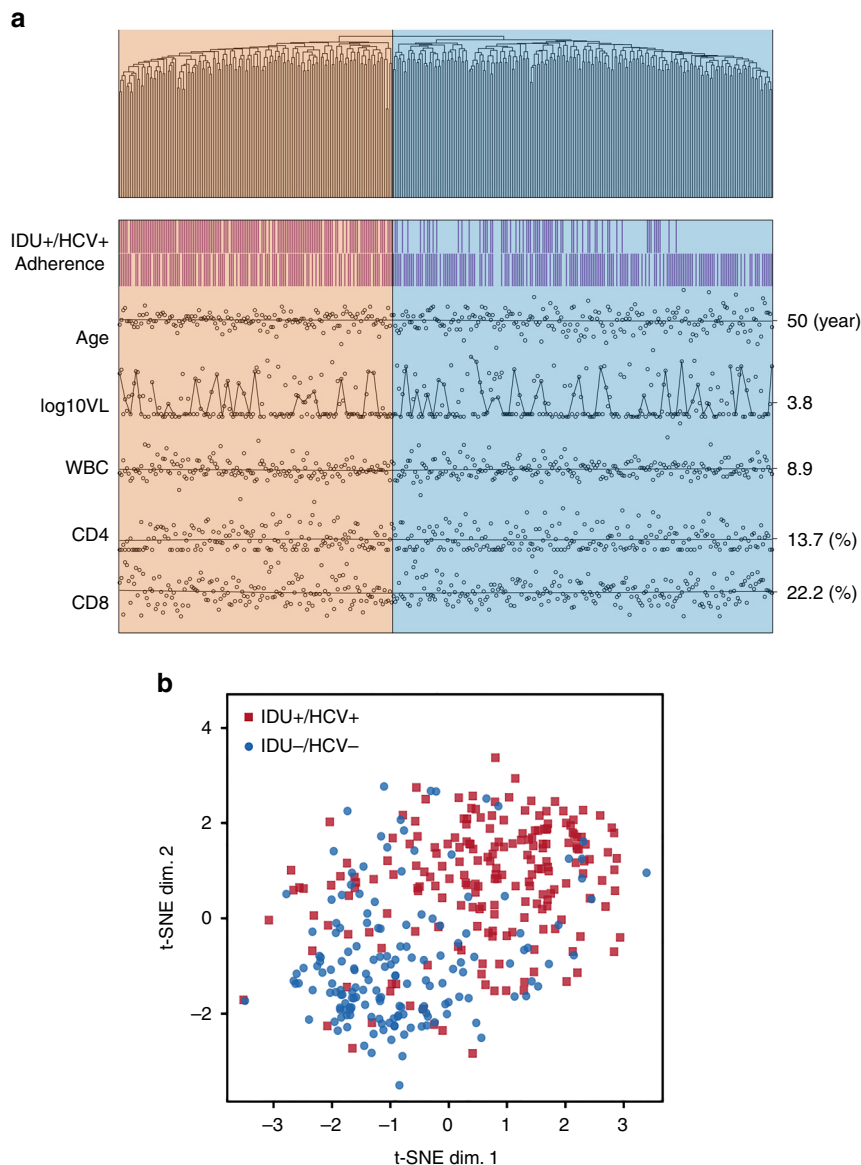 a
IDU+/HCV+
Adherence
Age
50 (year)
log10VL
3.8
WBC
8.9
CD4
13.7 (%)
CD8
22.2 (%)
b
IDU+/HCV+
IDU–/HCV–
4
2
0
–2
t-SNE dim. 2
–3 –2 –1 0 1 2 3
t-SNE dim. 1